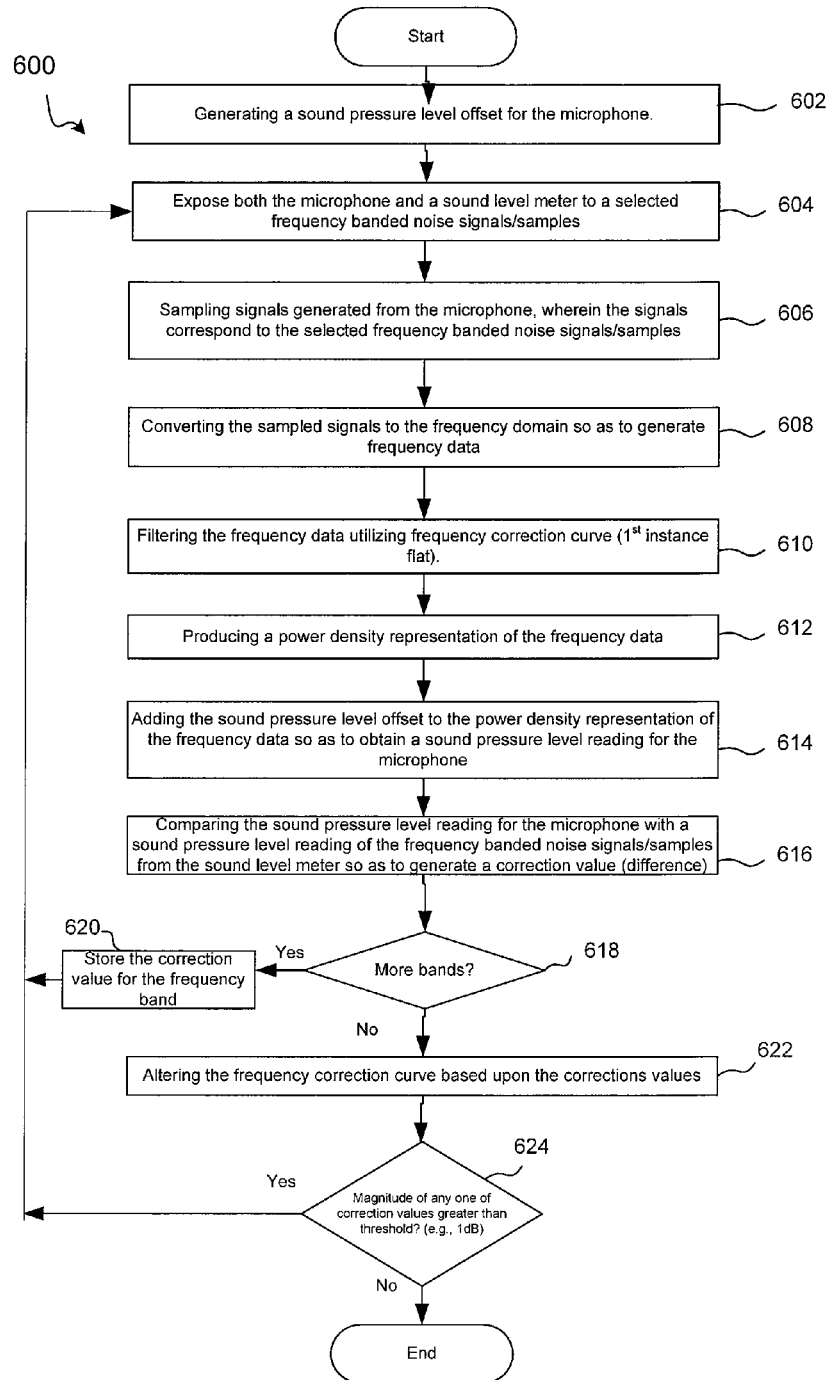 Start
600
Generating a sound pressure level offset for the microphone.
602
Expose both the microphone and a sound level meter to a selected
frequency banded noise signals/samples
604
Sampling signals generated from the microphone, wherein the signals
correspond to the selected frequency banded noise signals/samples
606
Converting the sampled signals to the frequency domain so as to generate
frequency data
608
Filtering the frequency data utilizing frequency correction curve (1st instance
flat).
610
Producing a power density representation of the frequency data
612
Adding the sound pressure level offset to the power density representation of
the frequency data so as to obtain a sound pressure level reading for the
microphone
614
Comparing the sound pressure level reading for the microphone with a
sound pressure level reading of the frequency banded noise signals/samples
from the sound level meter so as to generate a correction value (difference)
616
620
Store the correction
value for the frequency
band
Yes
More bands?
618
No
Altering the frequency correction curve based upon the corrections values
622
624
Yes
Magnitude of any one of
correction values greater than
threshold? (e.g., 1dB)
No
End